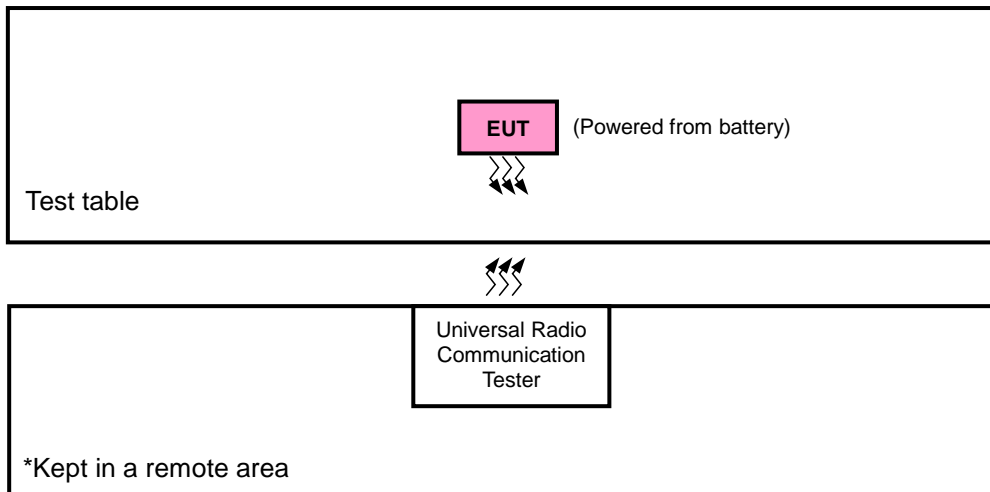 EUT
(Powered from battery)
Test table
Universal Radio
Communication
Tester
*Kept in a remote area